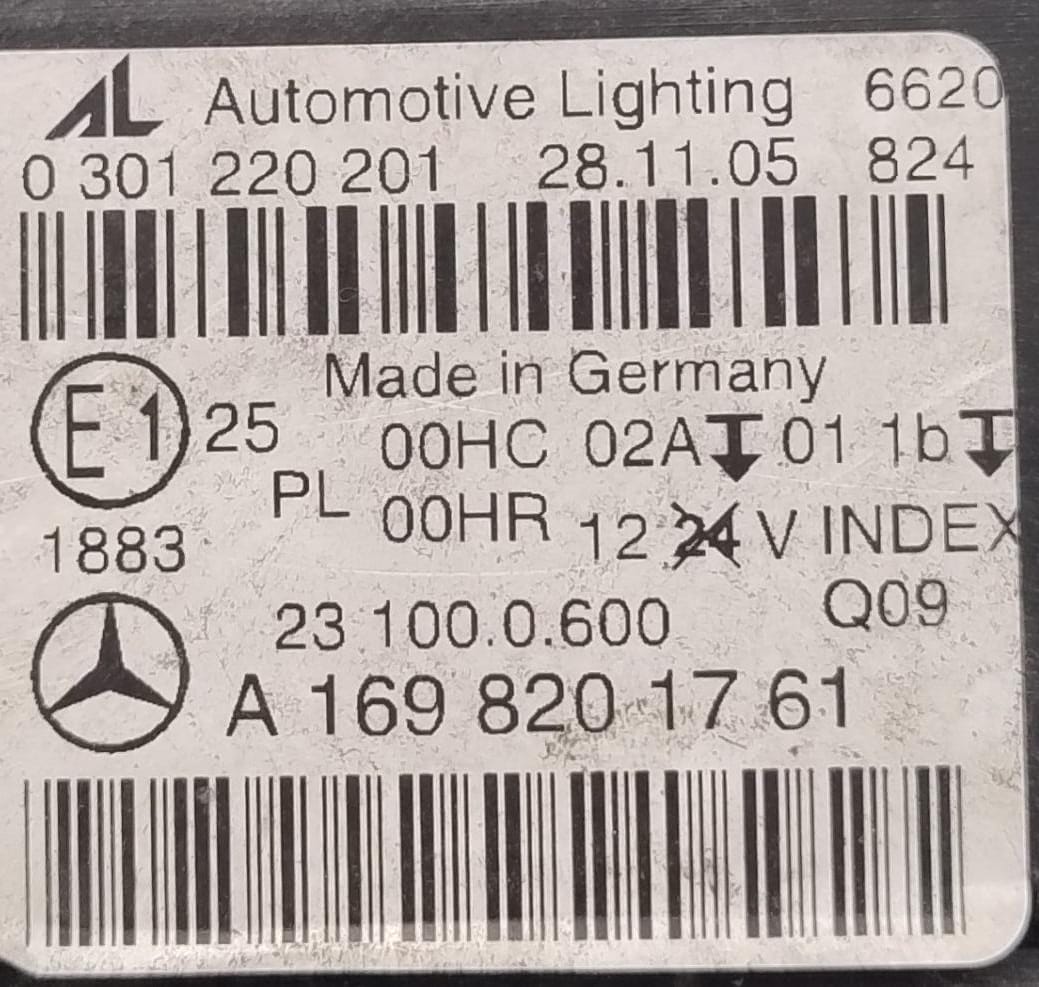 AL Automotive Lighting 6620
0 301 220 201 28.11.05 824
Made in Germany
E1 25 00HC 02A 01 1b
PL 00HR 12 24 V INDEX
1883
23 100.0.600 Q09
A 169 820 17 61